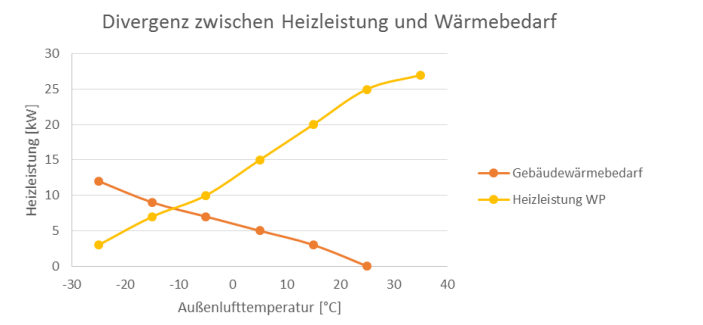 Divergenz zwischen Heizleistung und Wärmebedarf
30
25
20
15
10
5
0
Heizleistung [kW]
-30 -20 -10 0 10 20 30 40
Außenlufttemperatur [°C]
Gebäudewärmebedarf
Heizleistung WP